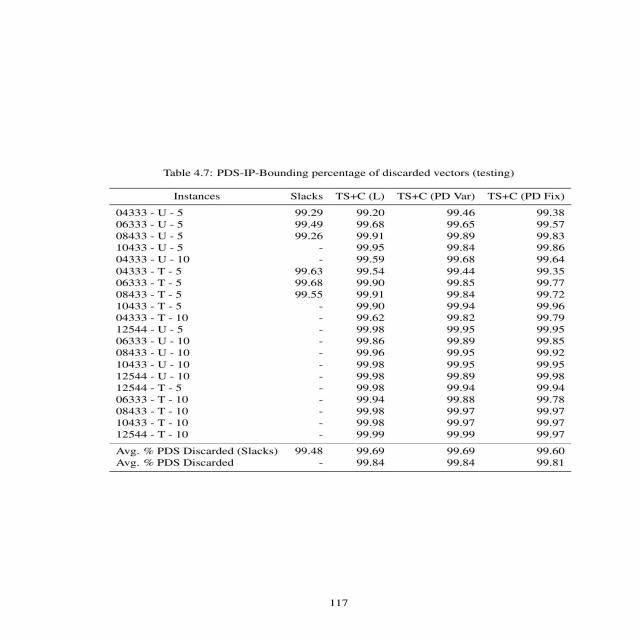 Table 4.7: PDS-IP-Bounding percentage of discarded vectors (testing)
Instances Slacks TS+C (L) TS+C (PD Var) TS+C (PD Fix)
04333 - U - 5 99.29 99.20 99.46 99.38
06333 - U - 5 99.49 99.68 99.65 99.57
08433 - U - 5 99.26 99.91 99.89 99.83
10433 - U - 5 - 99.95 99.84 99.86
04333 - U - 10 - 99.59 99.68 99.64
04333 - T - 5 99.63 99.54 99.44 99.35
06333 - T - 5 99.68 99.90 99.85 99.77
08433 - T - 5 99.55 99.91 99.84 99.72
10433 - T - 5 - 99.90 99.94 99.96
04333 - T - 10 - 99.62 99.82 99.79
12544 - U - 5 - 99.98 99.95 99.95
06333 - U - 10 - 99.86 99.89 99.85
08433 - U - 10 - 99.96 99.95 99.92
10433 - U - 10 - 99.98 99.95 99.95
12544 - U - 10 - 99.98 99.89 99.98
12544 - T - 5 - 99.98 99.94 99.94
06333 - T - 10 - 99.94 99.88 99.78
08433 - T - 10 - 99.98 99.97 99.97
10433 - T - 10 - 99.98 99.97 99.97
12544 - T - 10 - 99.99 99.99 99.97
Avg. % PDS Discarded (Slacks) 99.48 99.69 99.69 99.60
Avg. % PDS Discarded - 99.84 99.84 99.81
117